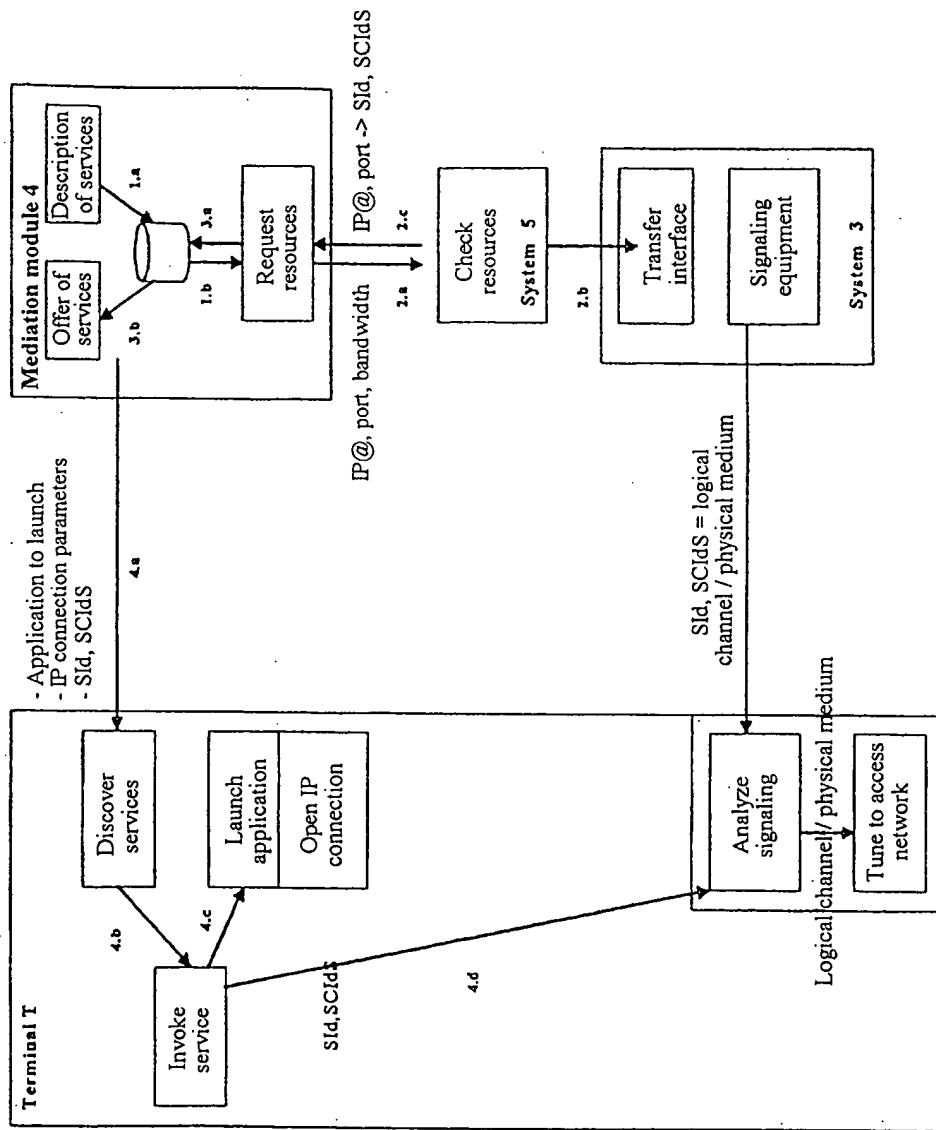 Terminal T
Invoke
service
4.b
4.c
SId,SCIdS
4.d
Discover
services
Launch
application
Open IP
connection
Analyze
signaling
Tune to access
network
Logical channel / physical medium
- Application to launch
- IP connection parameters
- SId, SCIdS
4.a
SId, SCIdS = logical
channel / physical medium
Mediation module 4
Offer of
services
Description
of services
3.b
1.a
1.b
3.a
Request
resources
IP@, port, bandwidth
2.a
2.c
IP@, port -> SId, SCIdS
Check
resources
System 5
2.b
Transfer
interface
Signaling
equipment
System 3